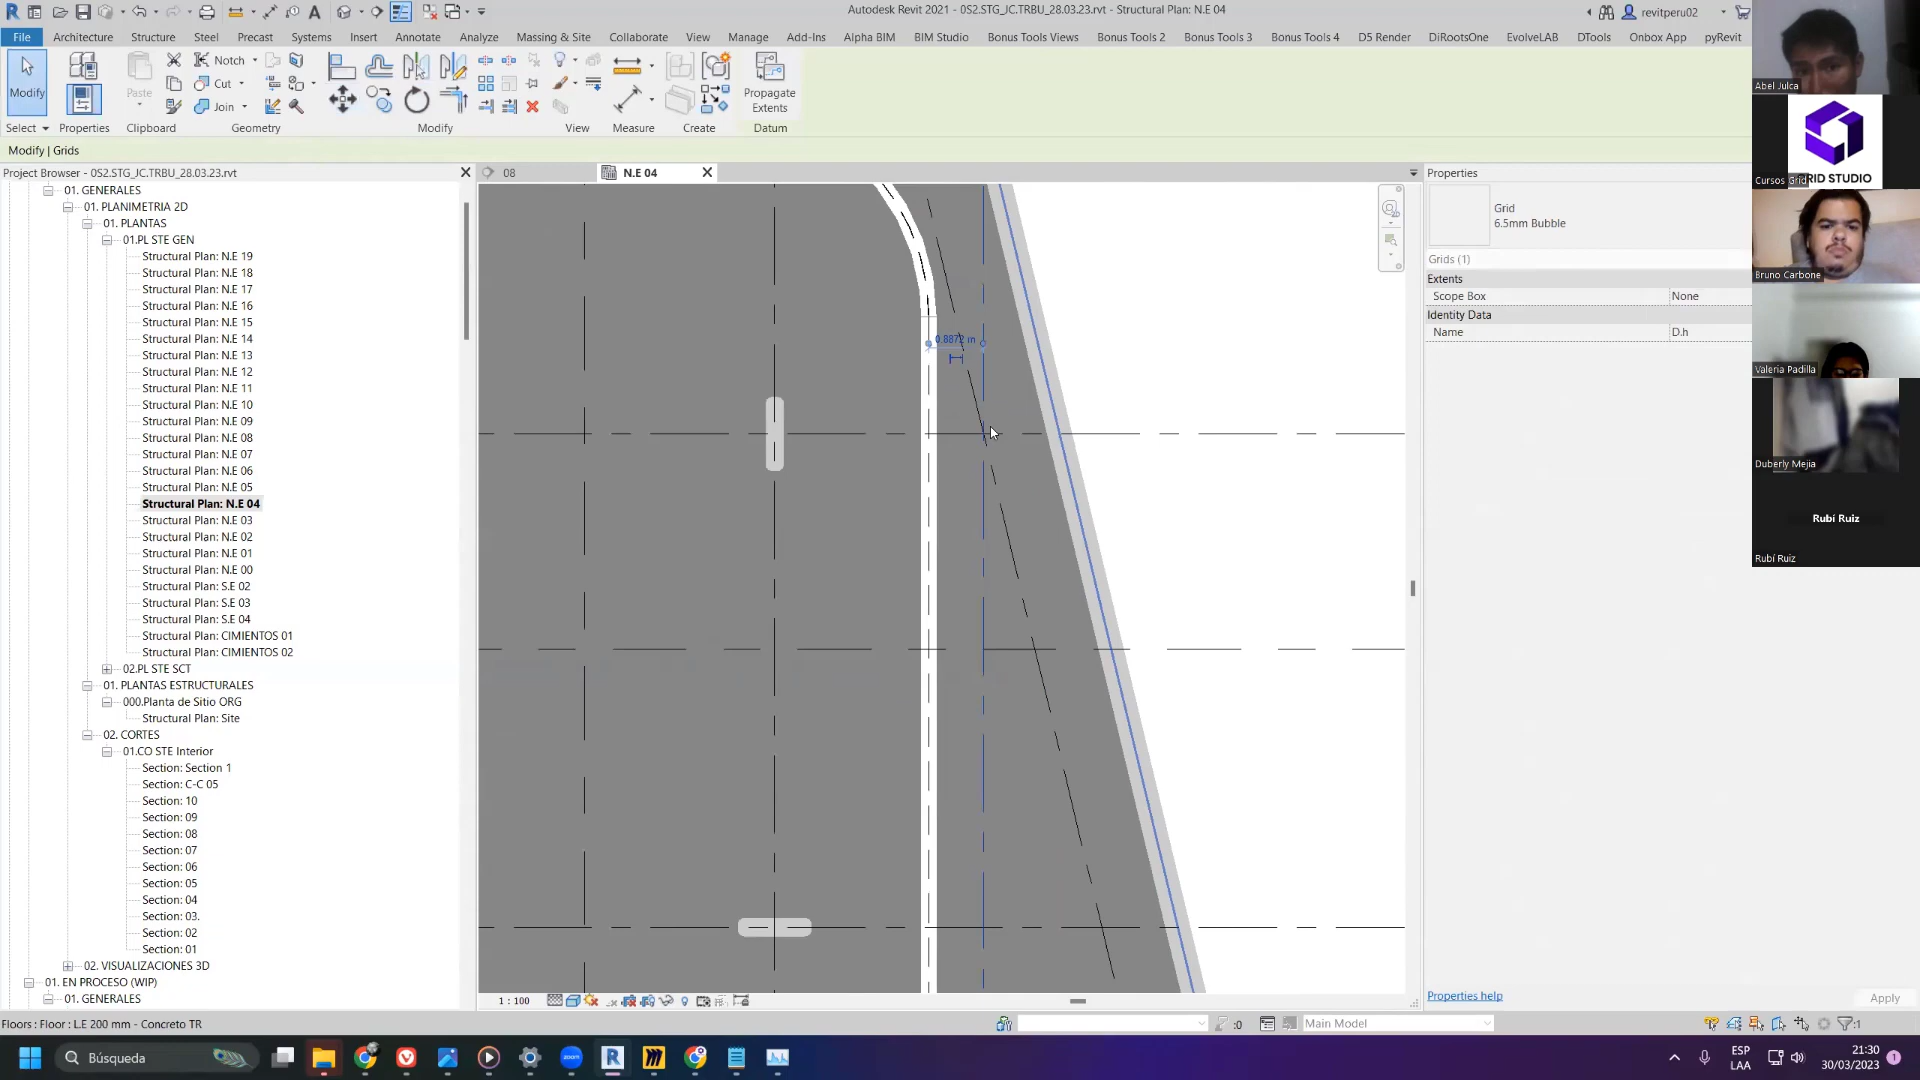 Autodesk Revit 2021 - 0S2.STG_JC.TRBU_28.03.23.rvt - Structural Plan: N.E 04
revitperu02
File Architecture Structure Steel Precast Systems Insert Annotate Analyze Massing & Site Collaborate View Manage Add-Ins Alpha BIM BIM Studio Bonus Tools Views Bonus Tools 2 Bonus Tools 3 Bonus Tools 4 D5 Render DiRootsOne EvolveLAB DTools Onbox App pyRevit
Modify
Paste
Notch
Cut
Join
Propagate
Extents
Select Properties Clipboard Geometry Modify View Measure Create Datum
Modify | Grids
Project Browser - 0S2.STG_JC.TRBU_28.03.23.rvt
01. GENERALES
01. PLANIMETRIA 2D
01. PLANTAS
01.PL STE GEN
Structural Plan: N.E 19
Structural Plan: N.E 18
Structural Plan: N.E 17
Structural Plan: N.E 16
Structural Plan: N.E 15
Structural Plan: N.E 14
Structural Plan: N.E 13
Structural Plan: N.E 12
Structural Plan: N.E 11
Structural Plan: N.E 10
Structural Plan: N.E 09
Structural Plan: N.E 08
Structural Plan: N.E 07
Structural Plan: N.E 06
Structural Plan: N.E 05
Structural Plan: N.E 04
Structural Plan: N.E 03
Structural Plan: N.E 02
Structural Plan: N.E 01
Structural Plan: N.E 00
Structural Plan: S.E 02
Structural Plan: S.E 03
Structural Plan: S.E 04
Structural Plan: CIMIENTOS 01
Structural Plan: CIMIENTOS 02
02.PL STE SCT
01. PLANTAS ESTRUCTURALES
000.Planta de Sitio ORG
Structural Plan: Site
02. CORTES
01.CO STE Interior
Section: Section 1
Section: C-C 05
Section: 10
Section: 09
Section: 08
Section: 07
Section: 06
Section: 05
Section: 04
Section: 03.
Section: 02
Section: 01
02. VISUALIZACIONES 3D
01. EN PROCESO (WIP)
01. GENERALES
08
N.E 04
0.8872 m
1 : 100
Properties
Grid
6.5mm Bubble
Grids (1)
Extents
Scope Box None
Identity Data
Name D.h
Properties help
Apply
Abel Julca
GRID STUDIO
Cursos Grid
Bruno Carbone
Valeria Padilla
Duberly Mejia
Rubí Ruiz
Rubí Ruiz
Floors : Floor : L.E 200 mm - Concreto TR
:0
Main Model
:1
Búsqueda
zoom
ESP
LAA
21:30
30/03/2023
1